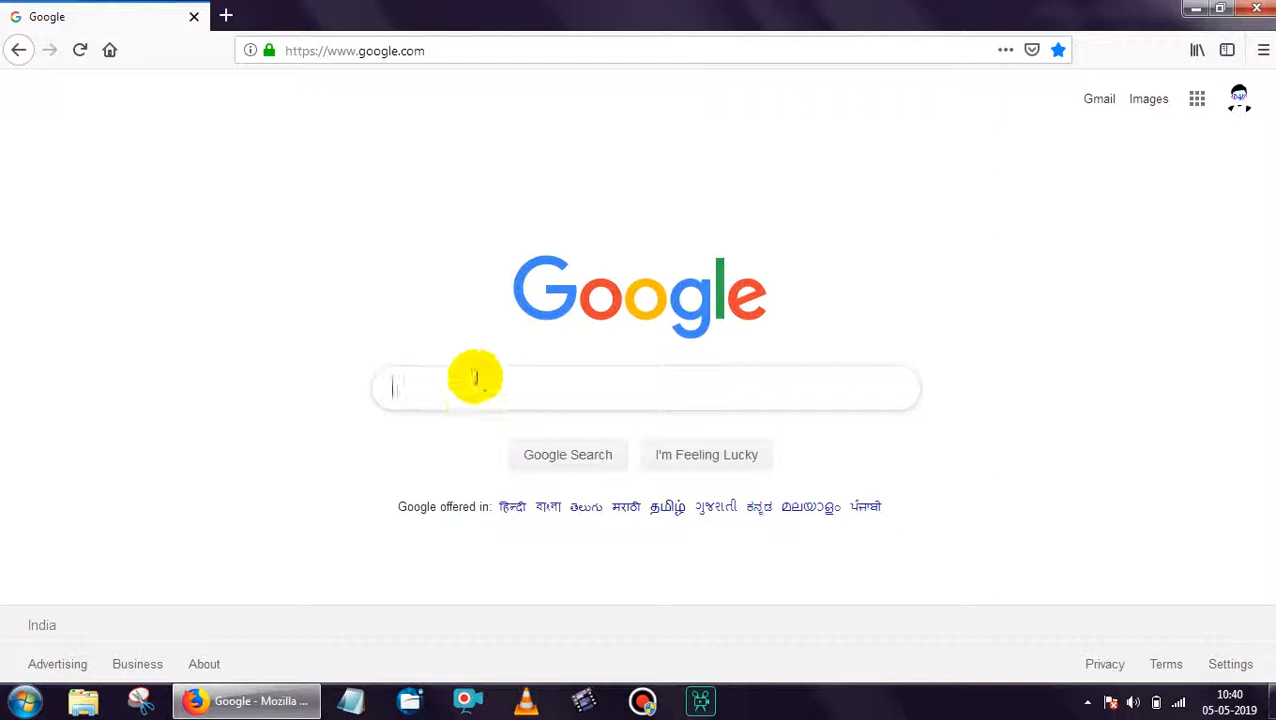 Google
https://www.google.com
Gmail Images
Google
Google Search I'm Feeling Lucky
Google offered in: हिन्दी বাংলা తెలుగు मराठी தமிழ் ગુજરાતી ಕನ್ನಡ മലയാളം ਪੰਜਾਬੀ
India
Advertising Business About Privacy Terms Settings
Google - Mozilla ... 10:40
05-05-2019